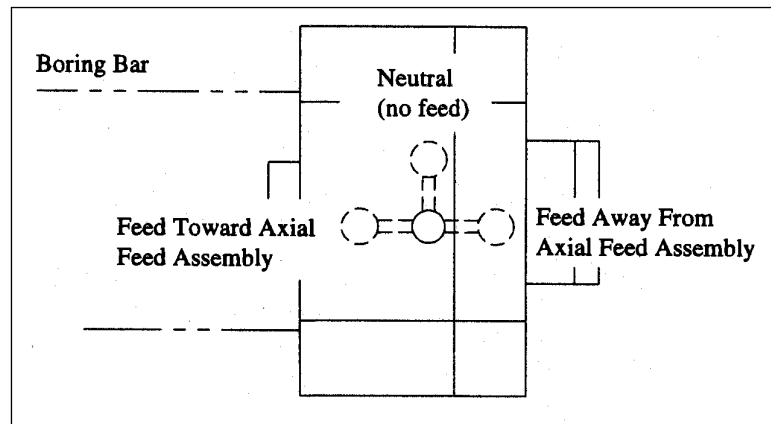 Boring Bar
Neutral
(no feed)
Feed Toward Axial
Feed Assembly
Feed Away From
Axial Feed Assembly